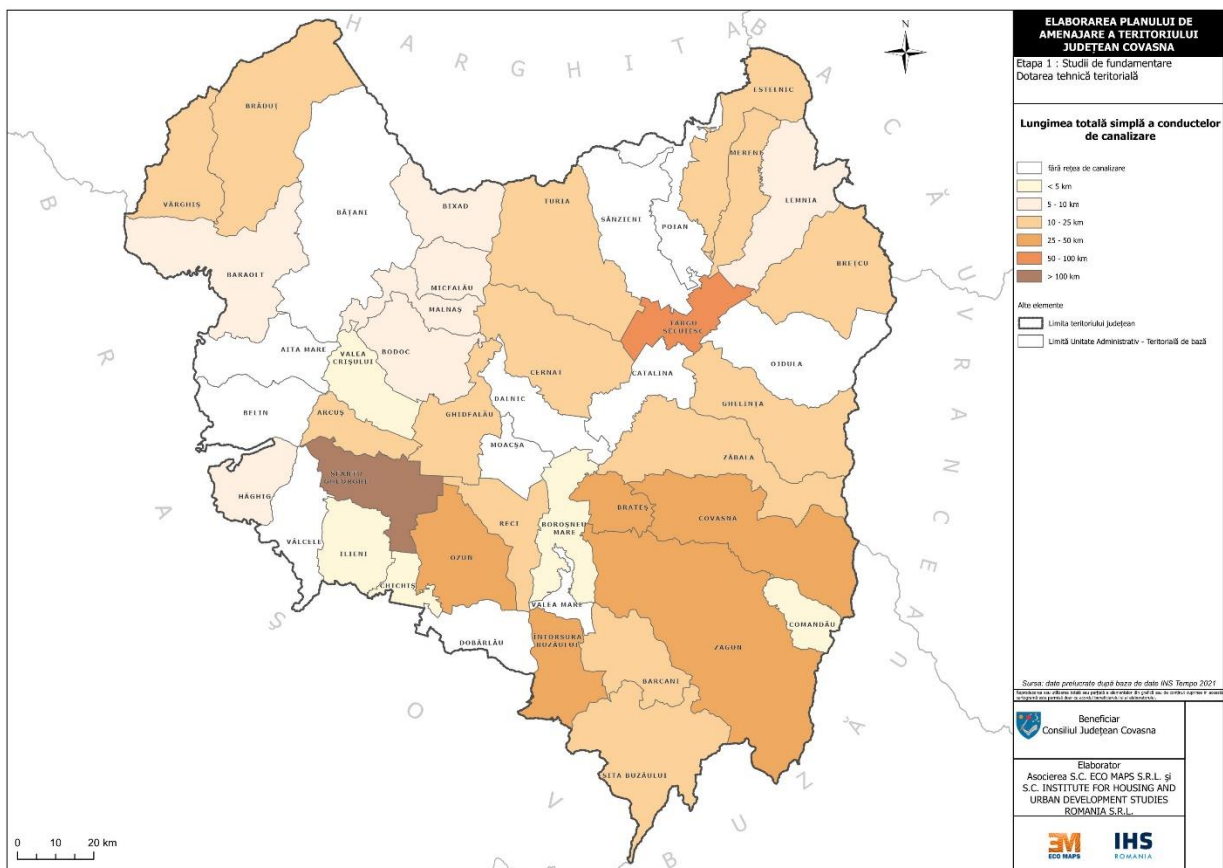 HARGHITA
BACĂU
VRANCEA
BUZĂU
BRAȘOV
N
ESTELNIC
BRĂDUȚ
MERENI
LEMNIA
VÂRGHIȘ
BĂȚANI
BIXAD
TURIA
SÂNZIENI
POIAN
BARAOLT
BREȚCU
MICFALĂU
MALNAȘ
TÂRGU
SECUIESC
AITA MARE
VALEA
CRIȘULUI
BODOC
OJDULA
CERNAT
CATALINA
DALNIC
BELIN
ARCUȘ
GHIDFALĂU
GHELINȚA
MOACȘA
ZĂBALA
SFÂNTU
GHEORGHE
HĂGHIG
BRATEȘ
COVASNA
RECI
BOROȘNEU
MARE
VÂLCELE
ILIENI
OZUN
CHICHIȘ
VALEA MARE
COMANDĂU
DOBÂRLĂU
ÎNTORSURA
BUZĂULUI
ZAGON
BARCANI
SITA BUZĂULUI
0 10 20 km
ELABORAREA PLANULUI DE
AMENAJARE A TERITORIULUI
JUDEȚEAN COVASNA
Etapa 1 : Studii de fundamentare
Dotarea tehnică teritorială
Lungimea totală simplă a conductelor
de canalizare
fără rețea de canalizare
< 5 km
5 - 10 km
10 - 25 km
25 - 50 km
50 - 100 km
> 100 km
Alte elemente
Limita teritoriului județean
Limită Unitate Administrativ - Teritorială de bază
Sursa: date prelucrate după baza de date INS Tempo 2021
Beneficiar
Consiliul Județean Covasna
Elaborator
Asocierea S.C. ECO MAPS S.R.L. și
S.C. INSTITUTE FOR HOUSING AND
URBAN DEVELOPMENT STUDIES
ROMANIA S.R.L.
ECO MAPS
IHS
ROMANIA